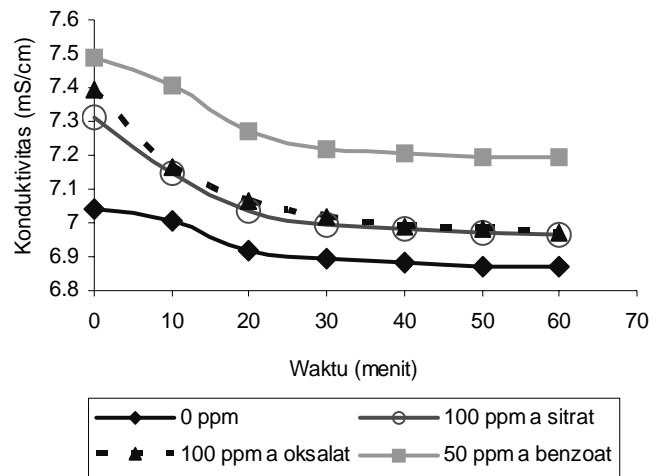 Konduktivitas (mS/cm)
7.6
7.5
7.4
7.3
7.2
7.1
7
6.9
6.8
0 10 20 30 40 50 60 70
Waktu (menit)
0 ppm 100 ppm a sitrat
100 ppm a oksalat 50 ppm a benzoat